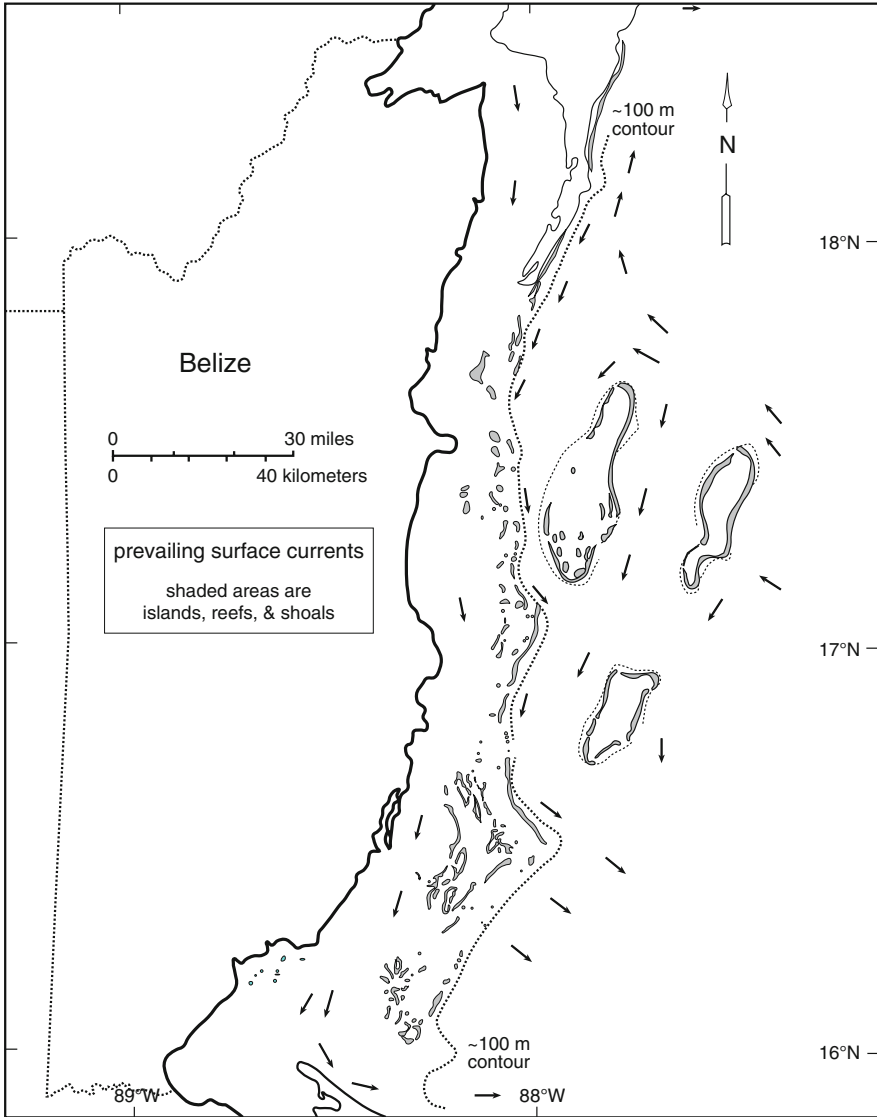 ~100 m
contour
N
18°N
Belize
0 30 miles
0 40 kilometers
prevailing surface currents
shaded areas are
islands, reefs, & shoals
17°N
~100 m
contour
16°N
89°W
88°W